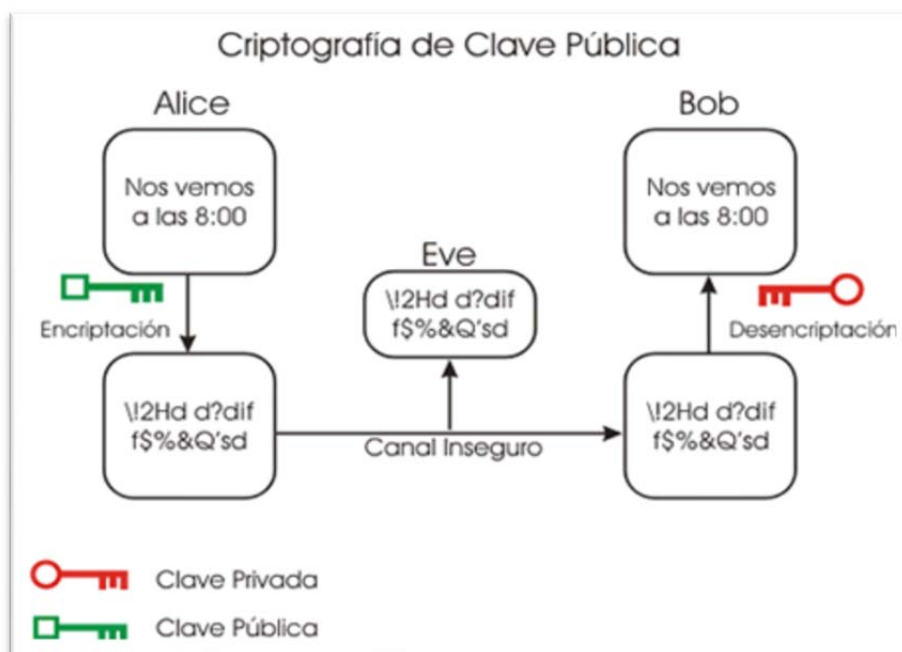 Criptografía de Clave Pública
Alice
Bob
Nos vemos
a las 8:00
Nos vemos
a las 8:00
Eve
\!2Hd d?dif
f$%&Q'sd
Encriptación
Desencriptación
\!2Hd d?dif
f$%&Q'sd
\!2Hd d?dif
f$%&Q'sd
Canal Inseguro
Clave Privada
Clave Pública